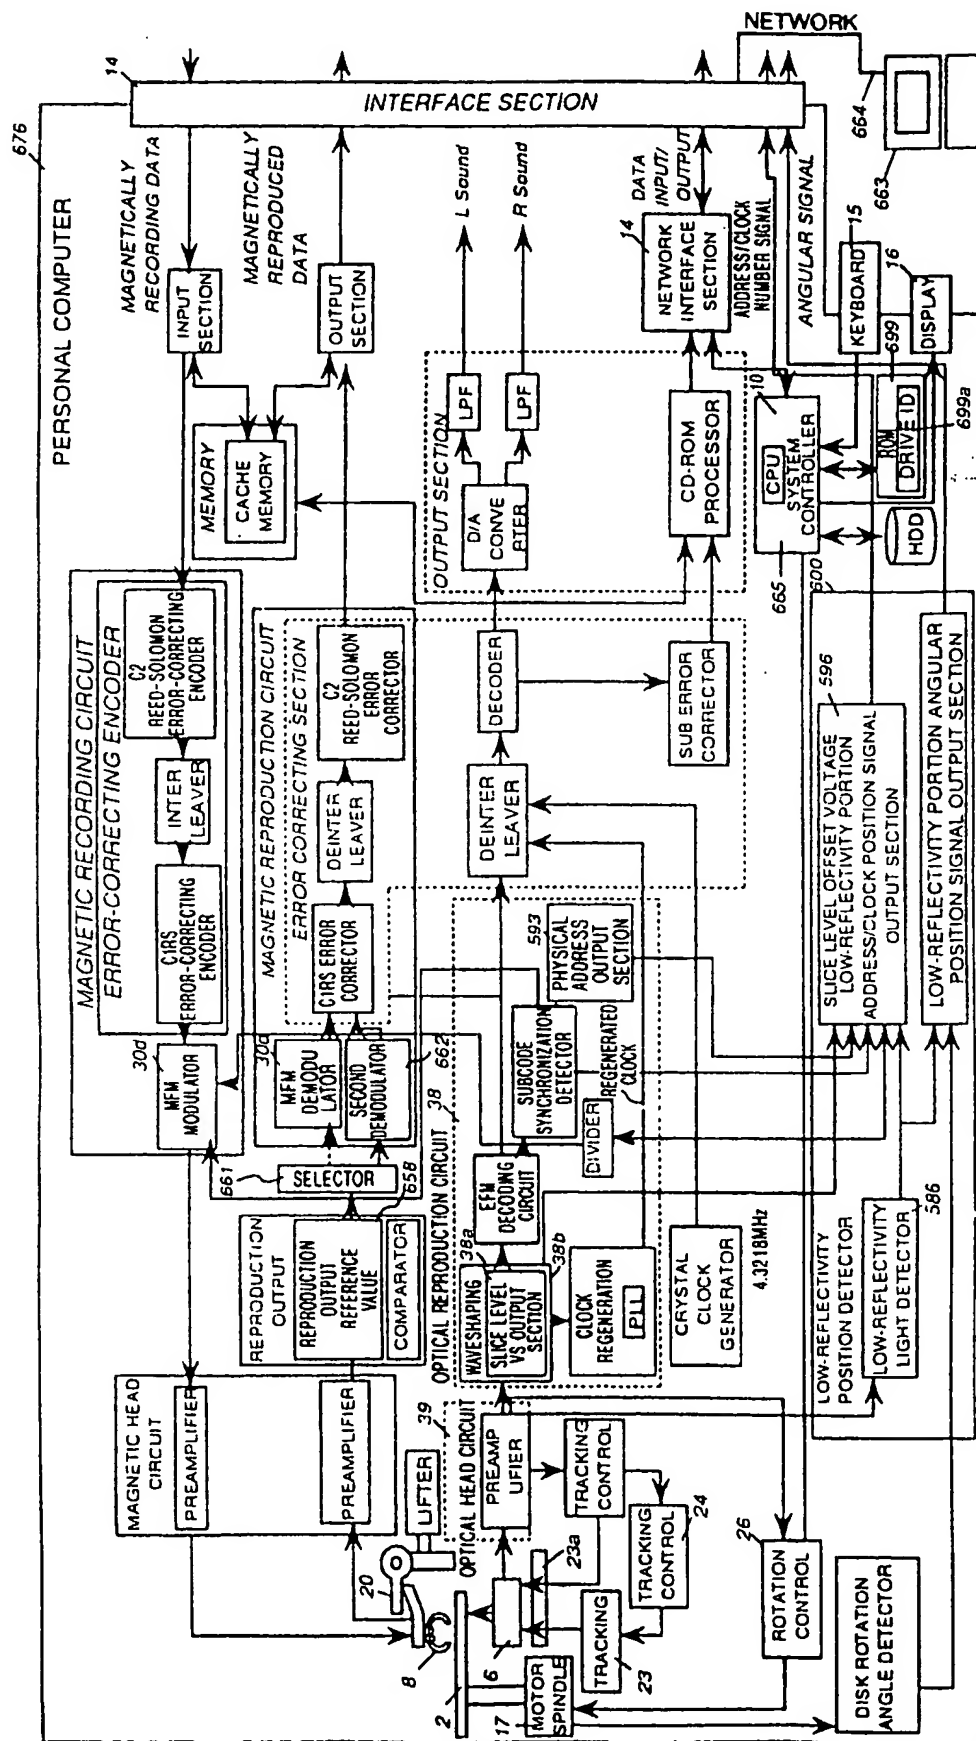 676
PERSONAL COMPUTER
14
INTERFACE SECTION
NETWORK
664
663
MAGNETICALLY
RECORDING DATA
MAGNETICALLY
REPRODUCED
DATA
INPUT
SECTION
OUTPUT
SECTION
MEMORY
CACHE
MEMORY
MAGNETIC RECORDING CIRCUIT
ERROR-CORRECTING ENCODER
C2
REED-SOLOMON
ERROR-CORRECTING
ENCODER
INTER
LEAVER
C1RS
ERROR-CORRECTING
ENCODER
30d
MFM
MODULATOR
MAGNETIC REPRODUCTION CIRCUIT
ERROR CORRECTING SECTION
C2
REED-SOLOMON
ERROR
CORRECTOR
DEINTER
LEAVER
C1RS ERROR
CORRECTOR
30d
MFM
DEMODU
LATOR
SECOND
DEMODULATOR
662
661
SELECTOR
658
REPRODUCTION
OUTPUT
REPRODUCTION
OUTPUT
REFERENCE
VALUE
COMPARATOR
MAGNETIC HEAD
CIRCUIT
PREAMPLIFIER
PREAMPLIFIER
LIFTER
20
8
2
6
17
MOTOR
SPINDLE
L Sound
R Sound
OUTPUT SECTION
LPF
LPF
D/A
CONVE
RTER
CD-ROM
PROCESSOR
DECODER
SUB ERROR
CORRECTOR
DEINTER
LEAVER
DATA
INPUT/
OUTPUT
14
NETWORK
INTERFACE
SECTION
ADDRESS/CLOCK
NUMBER SIGNAL
ANGULAR SIGNAL
15
KEYBOARD
16
DISPLAY
699
ROM
DRIVE ID
699a
10
CPU
SYSTEM
CONTROLLER
665
HDD
OPTICAL REPRODUCTION CIRCUIT
38
593
PHYSICAL
ADDRESS
OUTPUT
SECTION
SUBCODE
SYNCHRONIZATION
DETECTOR
REGENERATED
CLOCK
DIVIDER
EFM
DECODING
CIRCUIT
38a
WAVESHAPING
SLICE LEVEL
VS OUTPUT
SECTION
38b
CLOCK
REGENERATION
PLL
CRYSTAL
CLOCK
GENERATOR
4.3218MHz
39
OPTICAL HEAD CIRCUIT
PREAMP
LIFIER
TRACKING
CONTROL
TRACKING
CONTROL
24
23a
TRACKING
23
26
ROTATION
CONTROL
DISK ROTATION
ANGLE DETECTOR
600
596
SLICE LEVEL OFFSET VOLTAGE
LOW-REFLECTIVITY PORTION
ADDRESS/CLOCK POSITION SIGNAL
OUTPUT SECTION
LOW-REFLECTIVITY PORTION ANGULAR
POSITION SIGNAL OUTPUT SECTION
LOW-REFLECTIVITY
POSITION DETECTOR
586
LOW-REFLECTIVITY
LIGHT DETECTOR